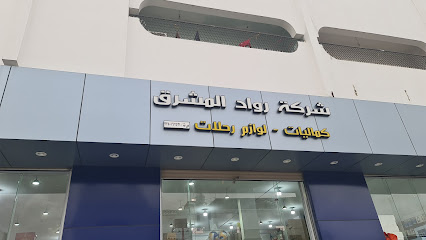 شركة رواد المشرق
كماليات - لوازم رحلات